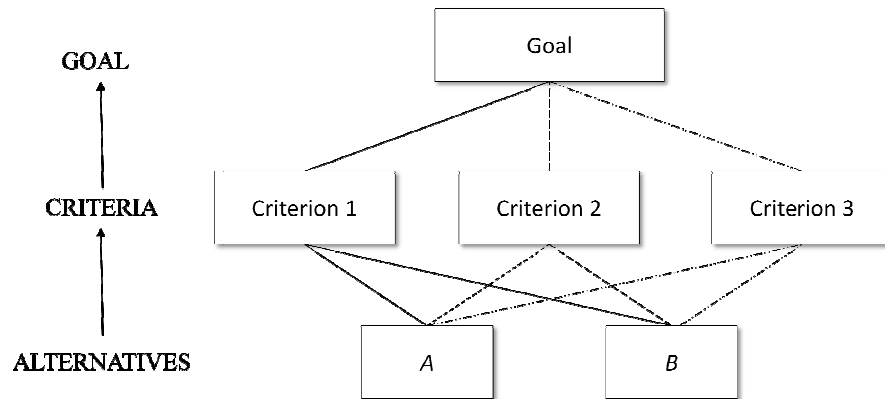 Goal
GOAL
CRITERIA
Criterion 1
Criterion 2
Criterion 3
ALTERNATIVES
A
B